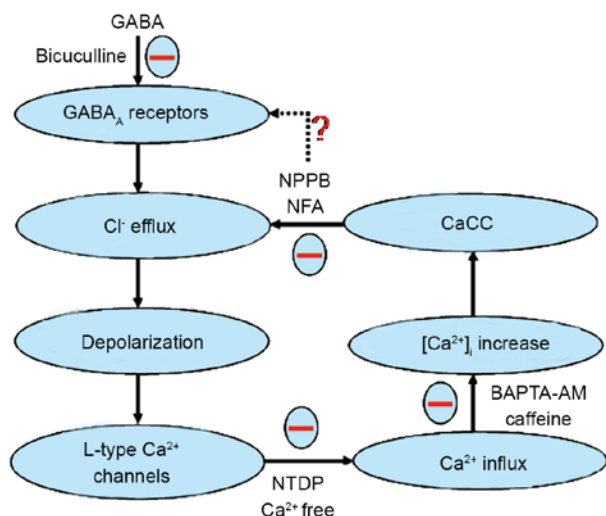 GABA
Bicuculline
GABA_A receptors
?
NPPB
NFA
Cl⁻ efflux
CaCC
Depolarization
[Ca²⁺]i increase
BAPTA-AM
caffeine
L-type Ca²⁺
channels
NTDP
Ca²⁺ free
Ca²⁺ influx